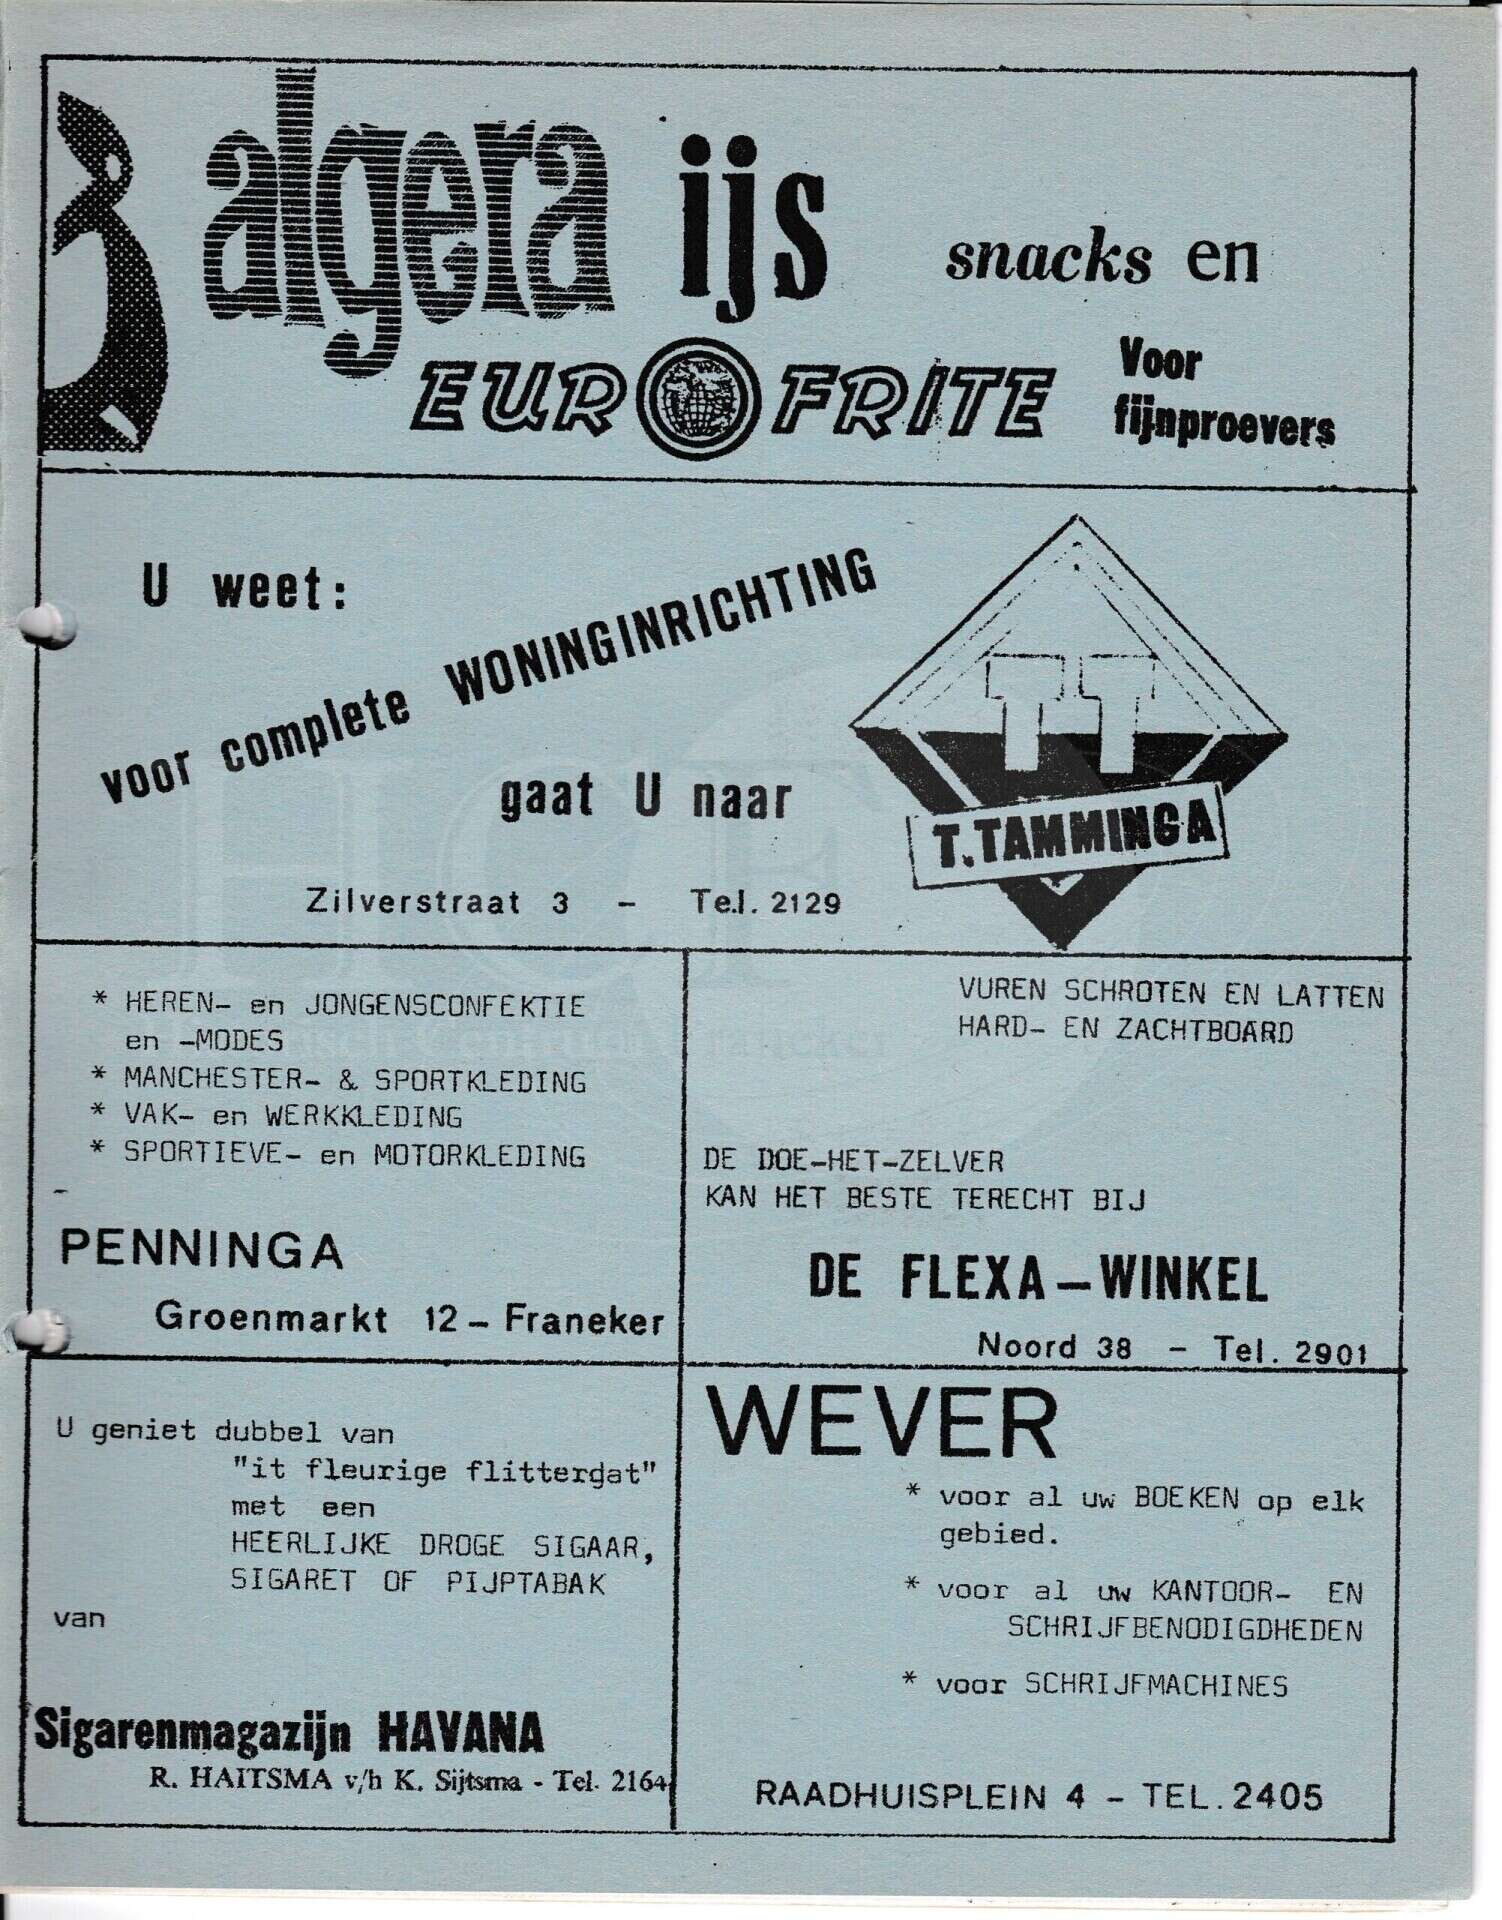 algera ijs snacks en
EUROFRITE Voor
fijnproevers
U weet:
voor complete WONINGINRICHTING
gaat U naar
TT
T. TAMMINGA
Zilverstraat 3 - Tel. 2129
* HEREN- en JONGENSCONFEKTIE
en -MODES
* MANCHESTER- & SPORTKLEDING
* VAK- en WERKKLEDING
* SPORTIEVE- en MOTORKLEDING
PENNINGA
Groenmarkt 12 - Franeker
VUREN SCHROTEN EN LATTEN
HARD- EN ZACHTBOARD
DE DOE-HET-ZELVER
KAN HET BESTE TERECHT BIJ
DE FLEXA-WINKEL
Noord 38 - Tel. 2901
U geniet dubbel van
"it fleurige flittergat"
met een
HEERLIJKE DROGE SIGAAR,
SIGARET OF PIJPTABAK
van
Sigarenmagazijn HAVANA
R. HAITSMA v/h K. Sijtsma - Tel. 2164
WEVER
* voor al uw BOEKEN op elk
gebied.
* voor al uw KANTOOR- EN
SCHRIJFBENODIGDHEDEN
* voor SCHRIJFMACHINES
RAADHUISPLEIN 4 - TEL. 2405